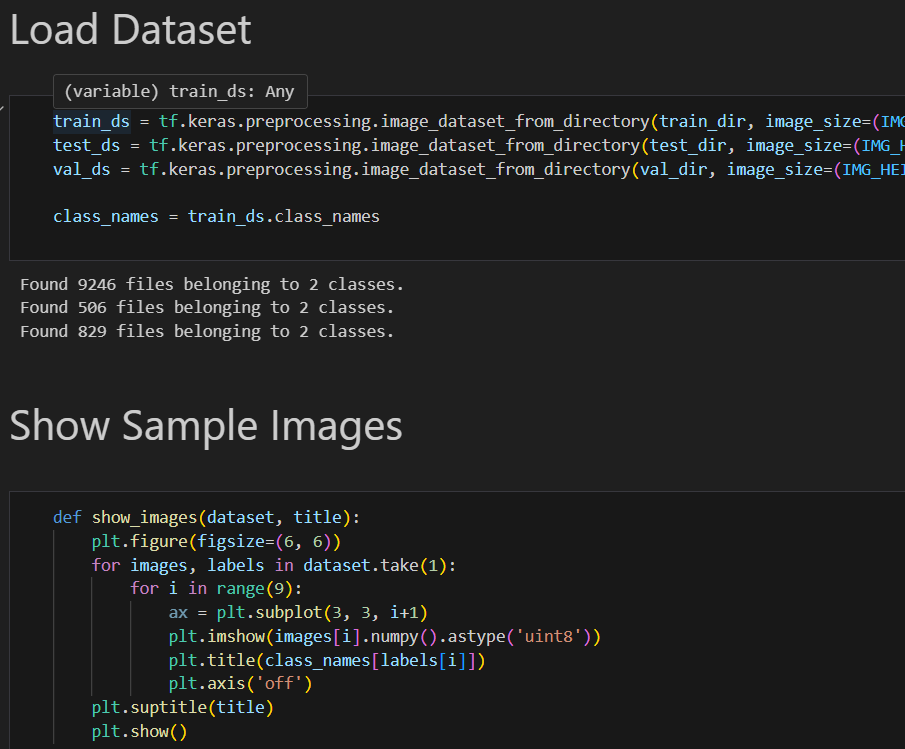 Load Dataset
(variable) train_ds: Any
train_ds = tf.keras.preprocessing.image_dataset_from_directory(train_dir, image_size=(IMG
test_ds = tf.keras.preprocessing.image_dataset_from_directory(test_dir, image_size=(IMG_H
val_ds = tf.keras.preprocessing.image_dataset_from_directory(val_dir, image_size=(IMG_HEI
class_names = train_ds.class_names
Found 9246 files belonging to 2 classes.
Found 506 files belonging to 2 classes.
Found 829 files belonging to 2 classes.
Show Sample Images
def show_images(dataset, title):
    plt.figure(figsize=(6, 6))
    for images, labels in dataset.take(1):
        for i in range(9):
            ax = plt.subplot(3, 3, i+1)
            plt.imshow(images[i].numpy().astype('uint8'))
            plt.title(class_names[labels[i]])
            plt.axis('off')
    plt.suptitle(title)
    plt.show()